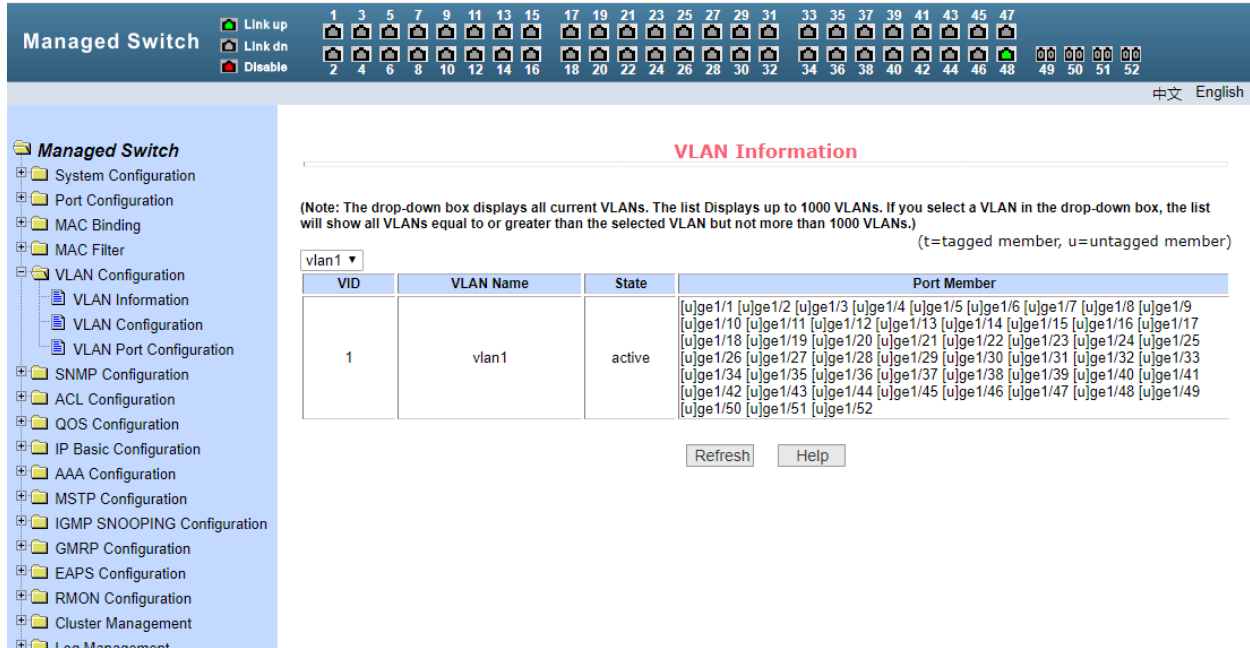 Managed Switch
Link up
Link dn
Disable
1 3 5 7 9 11 13 15 17 19 21 23 25 27 29 31 33 35 37 39 41 43 45 47
2 4 6 8 10 12 14 16 18 20 22 24 26 28 30 32 34 36 38 40 42 44 46 48 49 50 51 52
中文 English
Managed Switch
System Configuration
Port Configuration
MAC Binding
MAC Filter
VLAN Configuration
VLAN Information
VLAN Configuration
VLAN Port Configuration
SNMP Configuration
ACL Configuration
QOS Configuration
IP Basic Configuration
AAA Configuration
MSTP Configuration
IGMP SNOOPING Configuration
GMRP Configuration
EAPS Configuration
RMON Configuration
Cluster Management
Log Management
VLAN Information
(Note: The drop-down box displays all current VLANs. The list Displays up to 1000 VLANs. If you select a VLAN in the drop-down box, the list
will show all VLANs equal to or greater than the selected VLAN but not more than 1000 VLANs.)
(t=tagged member, u=untagged member)
vlan1
VID VLAN Name State Port Member
1 vlan1 active
[u]ge1/1 [u]ge1/2 [u]ge1/3 [u]ge1/4 [u]ge1/5 [u]ge1/6 [u]ge1/7 [u]ge1/8 [u]ge1/9
[u]ge1/10 [u]ge1/11 [u]ge1/12 [u]ge1/13 [u]ge1/14 [u]ge1/15 [u]ge1/16 [u]ge1/17
[u]ge1/18 [u]ge1/19 [u]ge1/20 [u]ge1/21 [u]ge1/22 [u]ge1/23 [u]ge1/24 [u]ge1/25
[u]ge1/26 [u]ge1/27 [u]ge1/28 [u]ge1/29 [u]ge1/30 [u]ge1/31 [u]ge1/32 [u]ge1/33
[u]ge1/34 [u]ge1/35 [u]ge1/36 [u]ge1/37 [u]ge1/38 [u]ge1/39 [u]ge1/40 [u]ge1/41
[u]ge1/42 [u]ge1/43 [u]ge1/44 [u]ge1/45 [u]ge1/46 [u]ge1/47 [u]ge1/48 [u]ge1/49
[u]ge1/50 [u]ge1/51 [u]ge1/52
Refresh Help